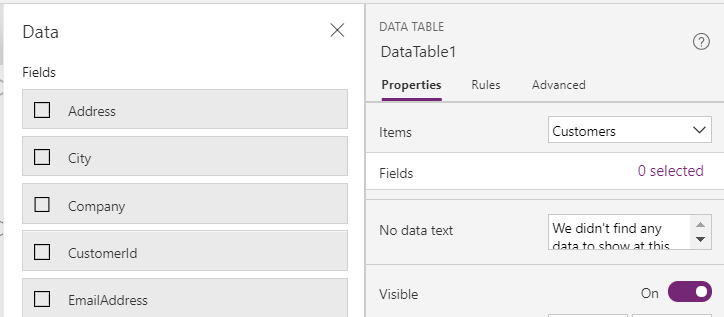 Data
Fields
Address
City
Company
CustomerId
EmailAddress
DATA TABLE
DataTable1
?
Properties Rules Advanced
Items Customers
Fields 0 selected
No data text We didn't find any
data to show at this
Visible On